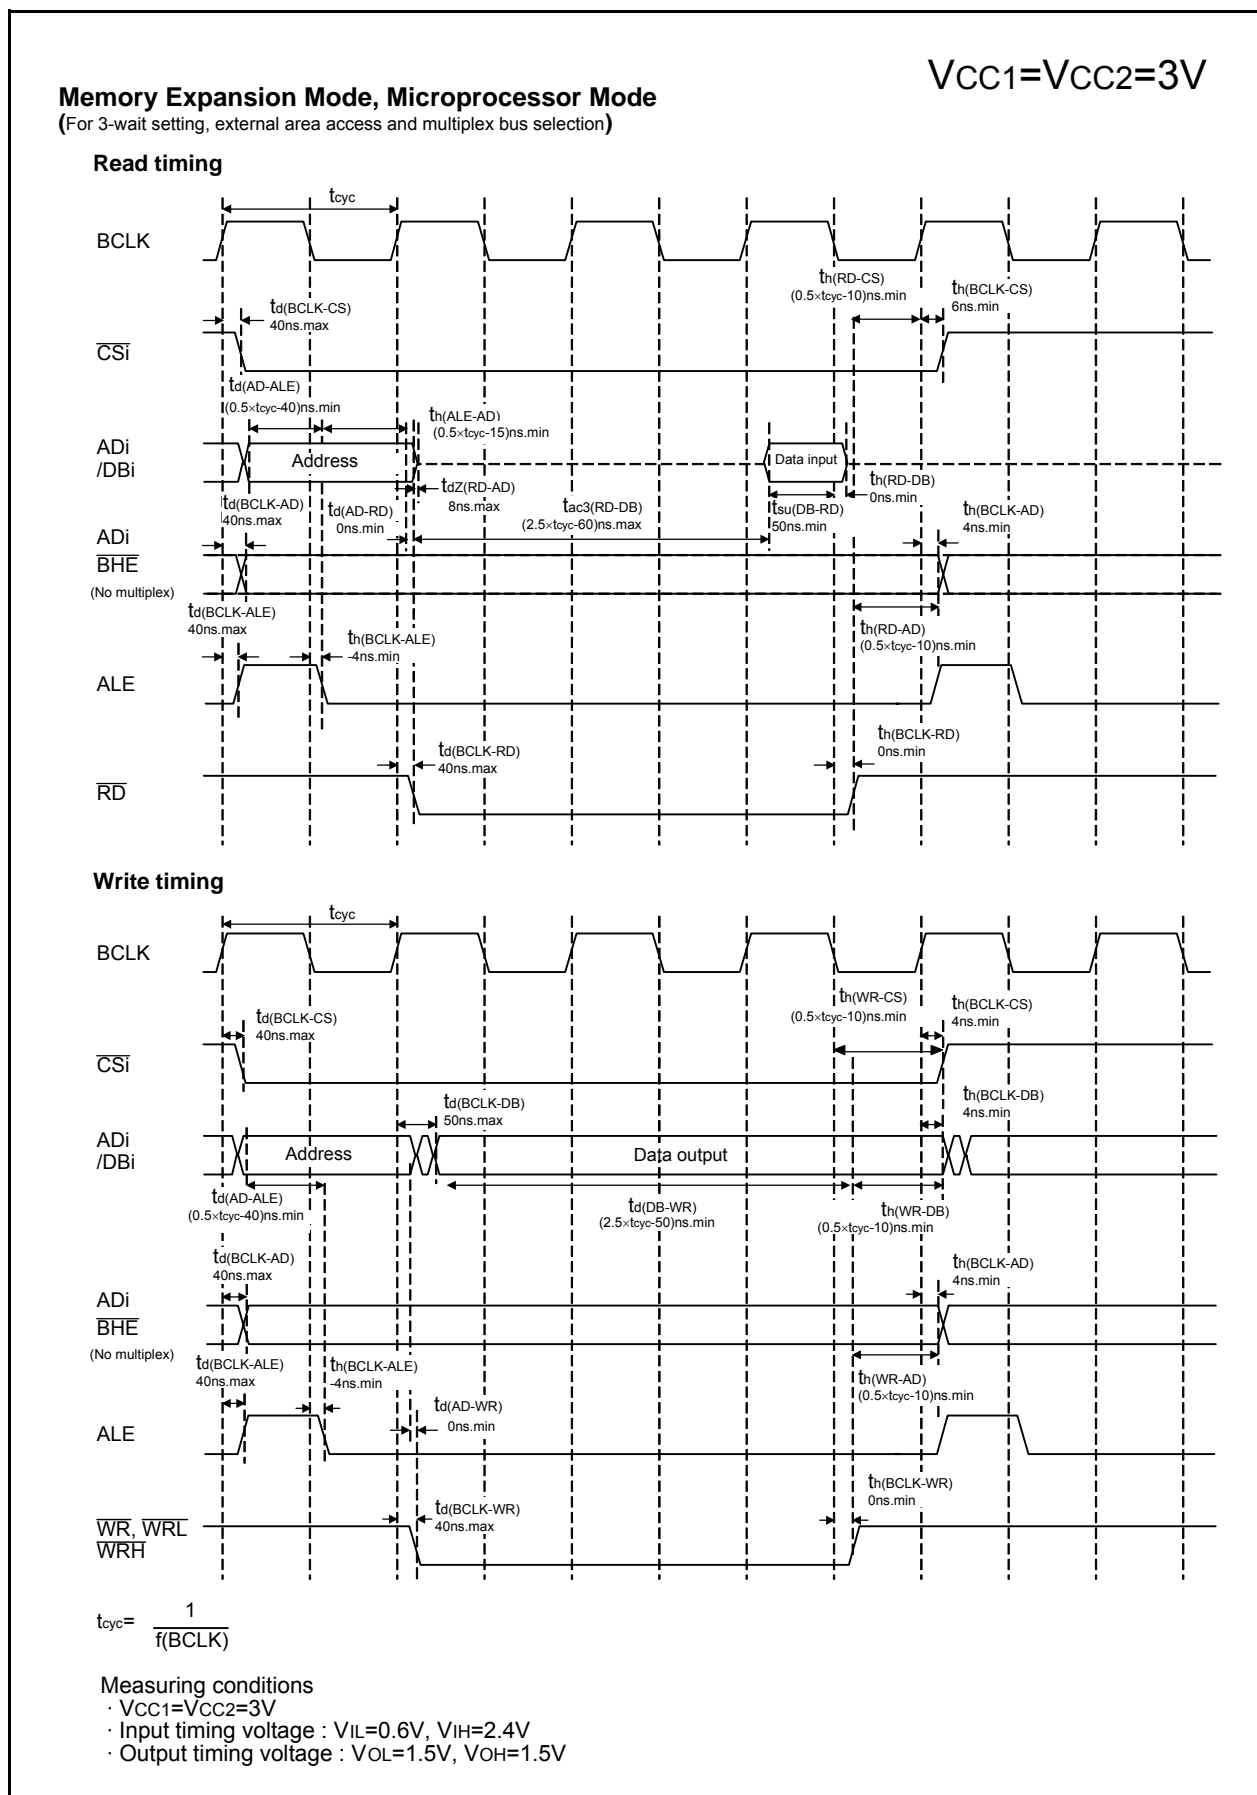 VCC1=VCC2=3V
Memory Expansion Mode, Microprocessor Mode
(For 3-wait setting, external area access and multiplex bus selection)
Read timing
tcyc
BCLK
th(RD-CS)
(0.5×tcyc-10)ns.min
th(BCLK-CS)
6ns.min
td(BCLK-CS)
40ns.max
CSi
td(AD-ALE)
(0.5×tcyc-40)ns.min
th(ALE-AD)
(0.5×tcyc-15)ns.min
ADi
/DBi
Address
Data input
td(BCLK-AD)
40ns.max
td(AD-RD)
0ns.min
tdZ(RD-AD)
8ns.max
tac3(RD-DB)
(2.5×tcyc-60)ns.max
tsu(DB-RD)
50ns.min
th(RD-DB)
0ns.min
th(BCLK-AD)
4ns.min
ADi
BHE
(No multiplex)
td(BCLK-ALE)
40ns.max
th(BCLK-ALE)
-4ns.min
th(RD-AD)
(0.5×tcyc-10)ns.min
ALE
td(BCLK-RD)
40ns.max
th(BCLK-RD)
0ns.min
RD
Write timing
tcyc
BCLK
th(WR-CS)
(0.5×tcyc-10)ns.min
th(BCLK-CS)
4ns.min
td(BCLK-CS)
40ns.max
CSi
td(BCLK-DB)
50ns.max
th(BCLK-DB)
4ns.min
ADi
/DBi
Address
Data output
td(AD-ALE)
(0.5×tcyc-40)ns.min
td(DB-WR)
(2.5×tcyc-50)ns.min
th(WR-DB)
(0.5×tcyc-10)ns.min
td(BCLK-AD)
40ns.max
th(BCLK-AD)
4ns.min
ADi
BHE
(No multiplex)
td(BCLK-ALE)
40ns.max
th(BCLK-ALE)
-4ns.min
th(WR-AD)
(0.5×tcyc-10)ns.min
td(AD-WR)
0ns.min
ALE
td(BCLK-WR)
40ns.max
th(BCLK-WR)
0ns.min
WR, WRL
WRH
tcyc= 1
f(BCLK)
Measuring conditions
· VCC1=VCC2=3V
· Input timing voltage : VIL=0.6V, VIH=2.4V
· Output timing voltage : VOL=1.5V, VOH=1.5V